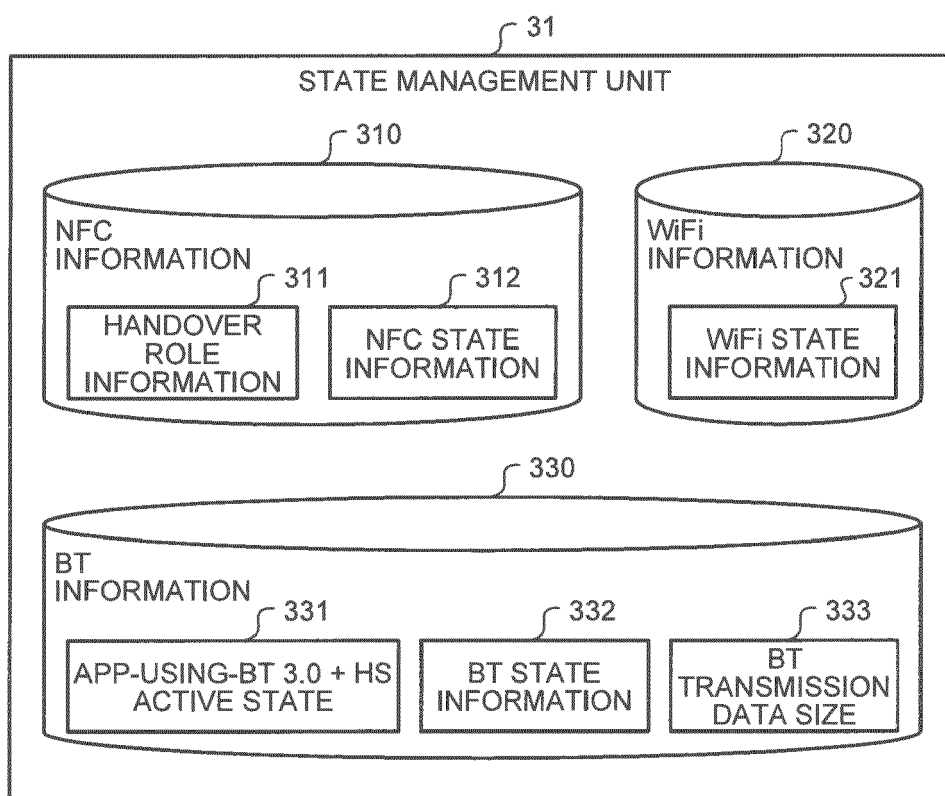 31
STATE MANAGEMENT UNIT
310
320
NFC
INFORMATION
WiFi
INFORMATION
311
312
321
HANDOVER
ROLE
INFORMATION
NFC STATE
INFORMATION
WiFi STATE
INFORMATION
330
BT
INFORMATION
331
332
333
APP-USING-BT 3.0 + HS
ACTIVE STATE
BT STATE
INFORMATION
BT
TRANSMISSION
DATA SIZE